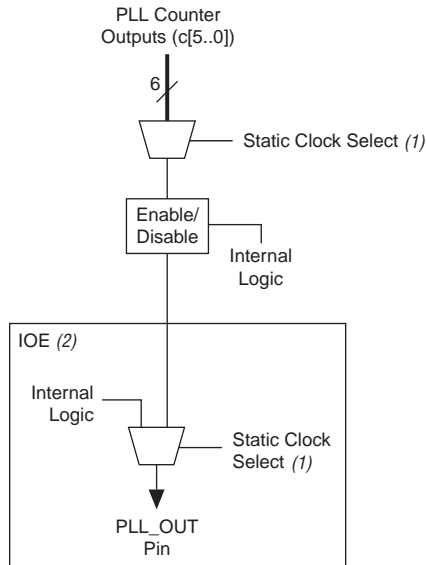 PLL Counter
Outputs (c[5..0])
6
Static Clock Select (1)
Enable/
Disable
Internal
Logic
IOE (2)
Internal
Logic
Static Clock
Select (1)
PLL_OUT
Pin